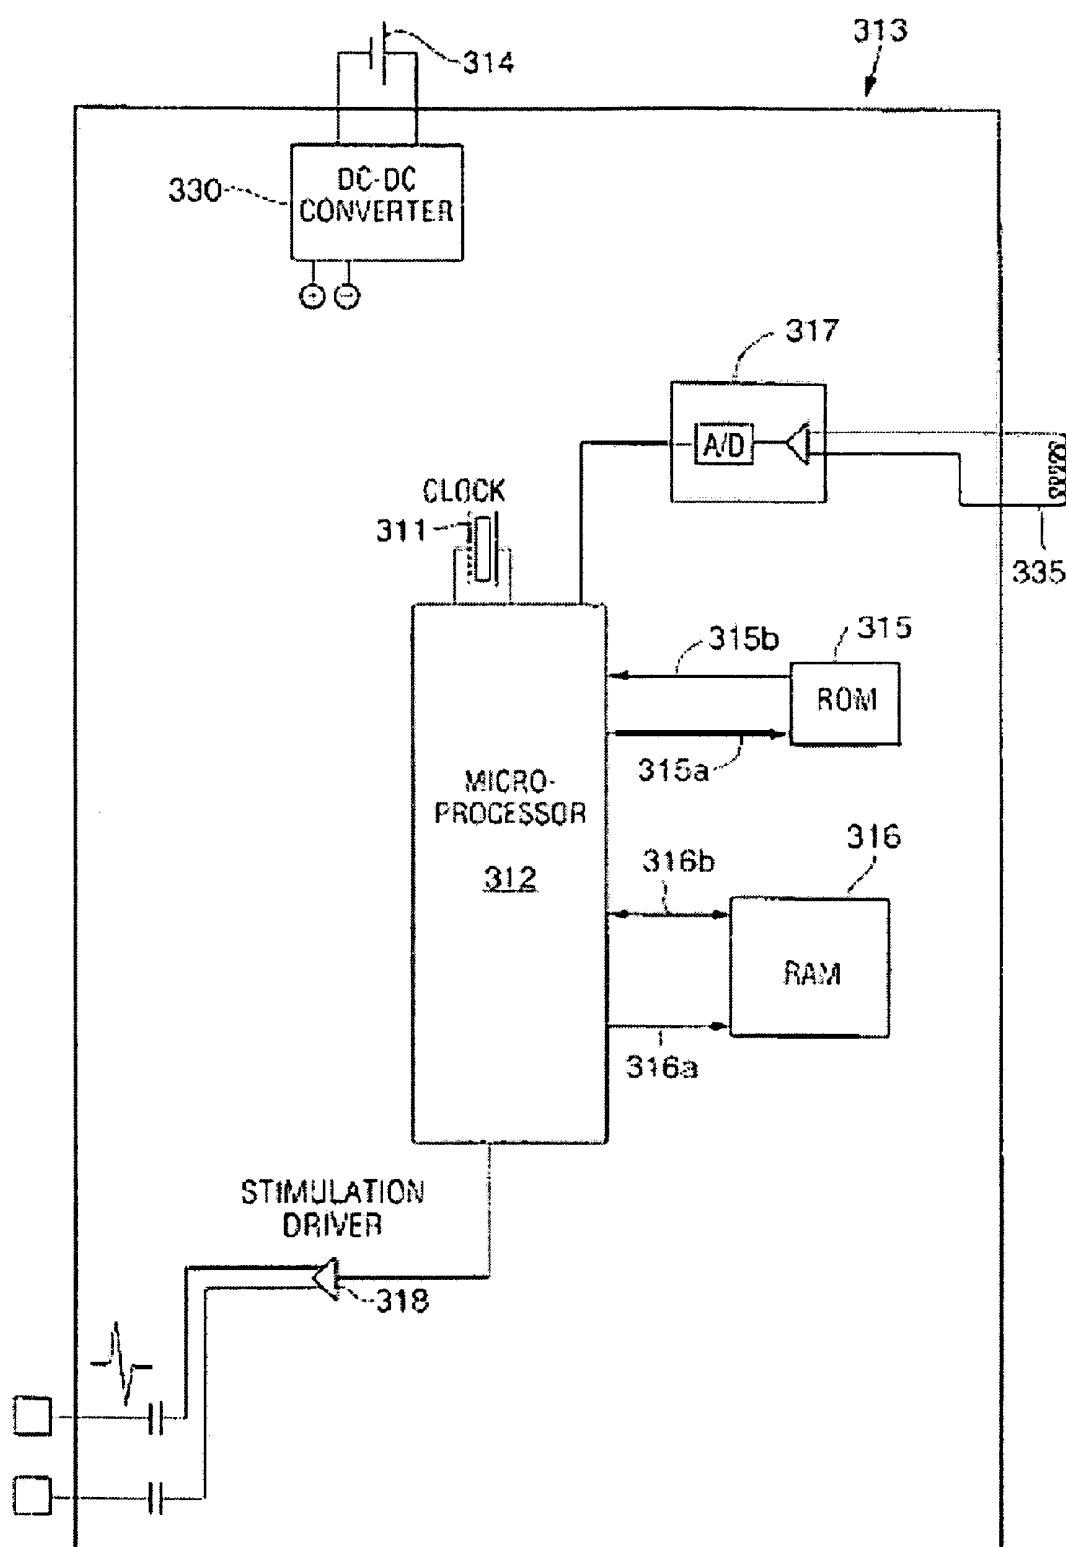 313
314
330
DC-DC
CONVERTER
+ −
317
A/D
CLOCK
311
335
315b
315
ROM
315a
MICRO-
PROCESSOR
312
316
316b
RAM
316a
STIMULATION
DRIVER
318